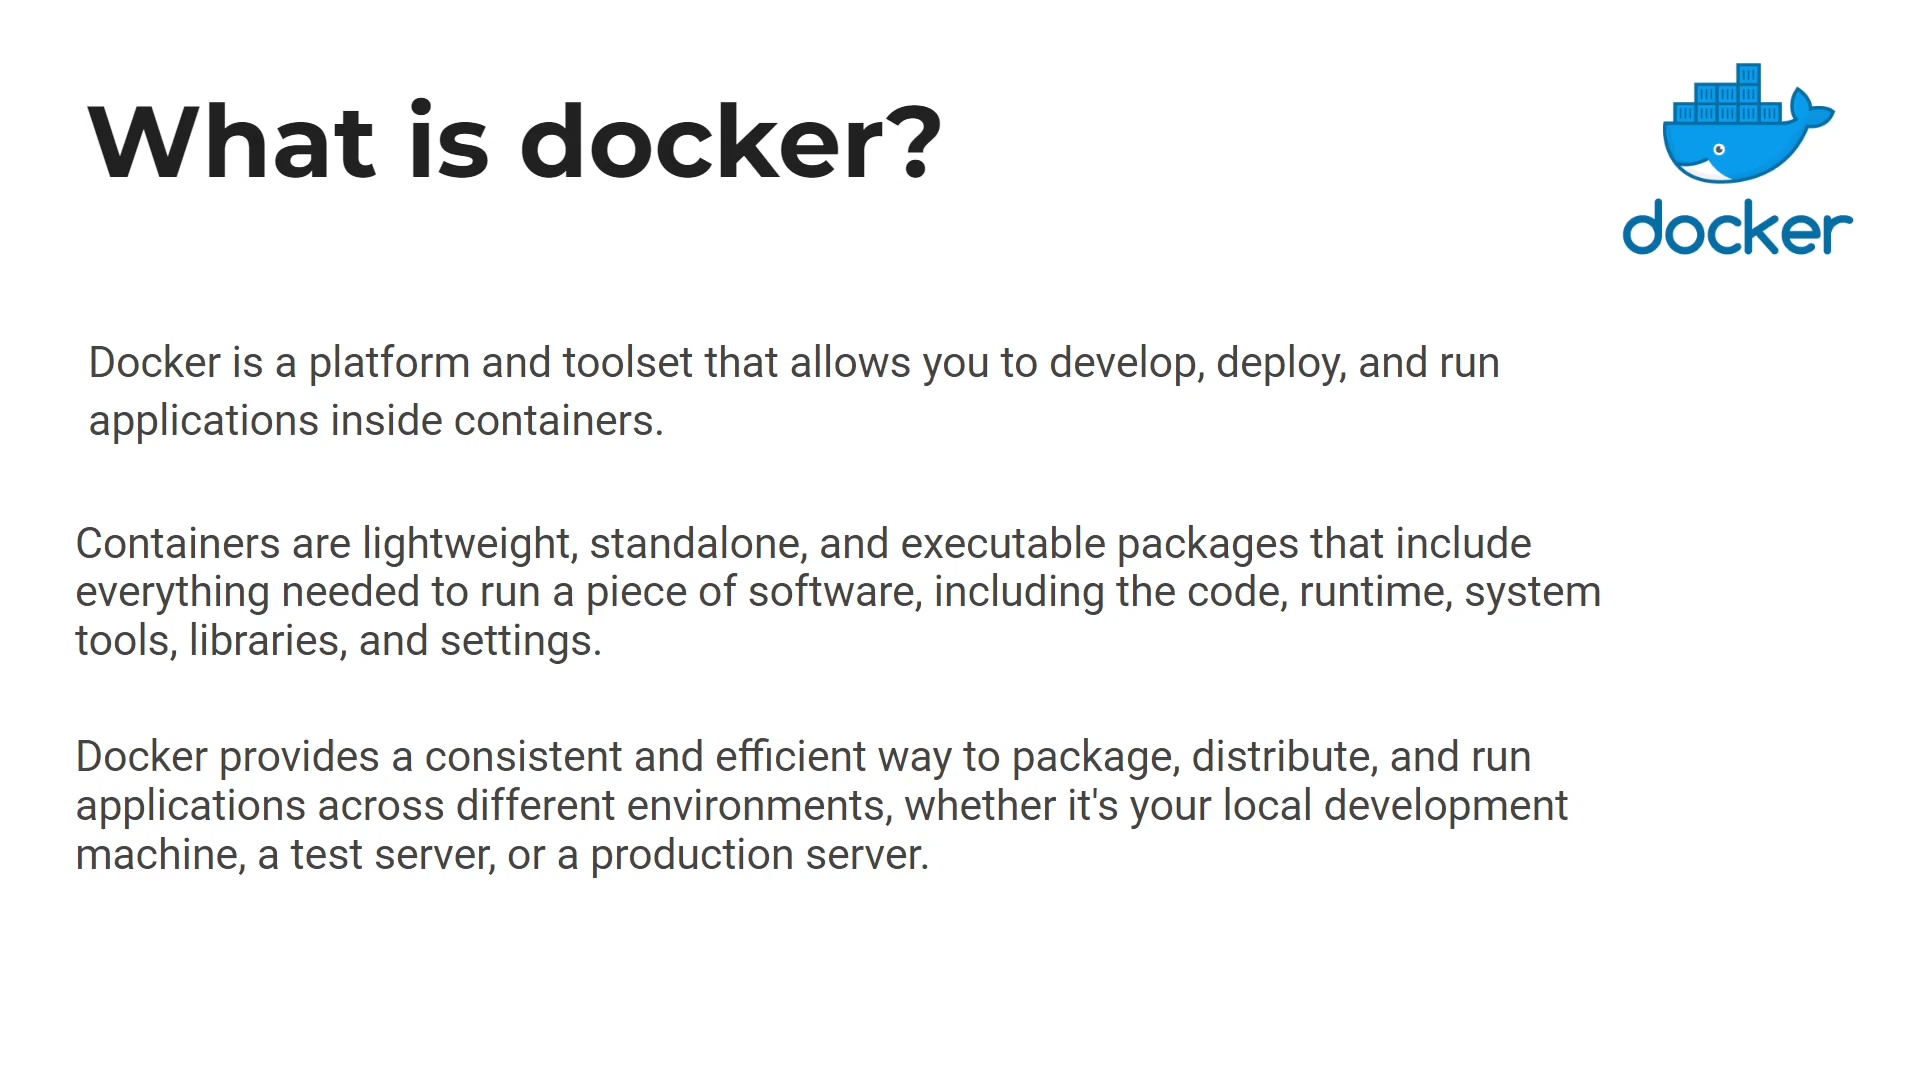 What is docker?
docker
Docker is a platform and toolset that allows you to develop, deploy, and run
applications inside containers.
Containers are lightweight, standalone, and executable packages that include
everything needed to run a piece of software, including the code, runtime, system
tools, libraries, and settings.
Docker provides a consistent and efficient way to package, distribute, and run
applications across different environments, whether it's your local development
machine, a test server, or a production server.